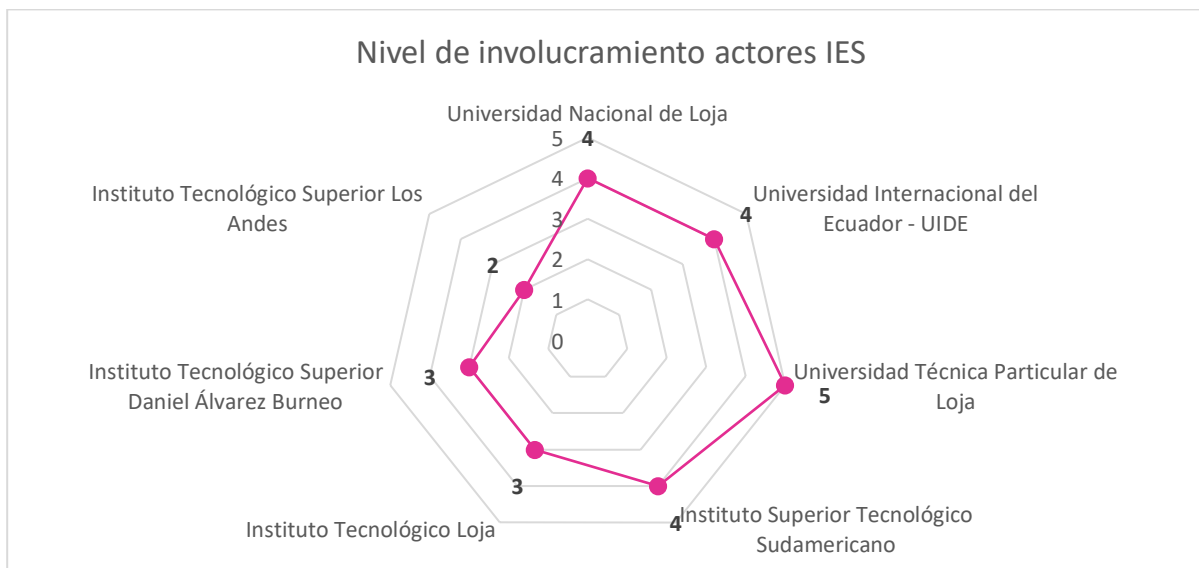 Nivel de involucramiento actores IES
Universidad Nacional de Loja
5
4
4
3
2
1
0
Universidad Internacional del
Ecuador - UIDE
4
Universidad Técnica Particular de
Loja
5
Instituto Superior Tecnológico
Sudamericano
4
Instituto Tecnológico Loja
3
Instituto Tecnológico Superior
Daniel Álvarez Burneo
3
Instituto Tecnológico Superior Los
Andes
2